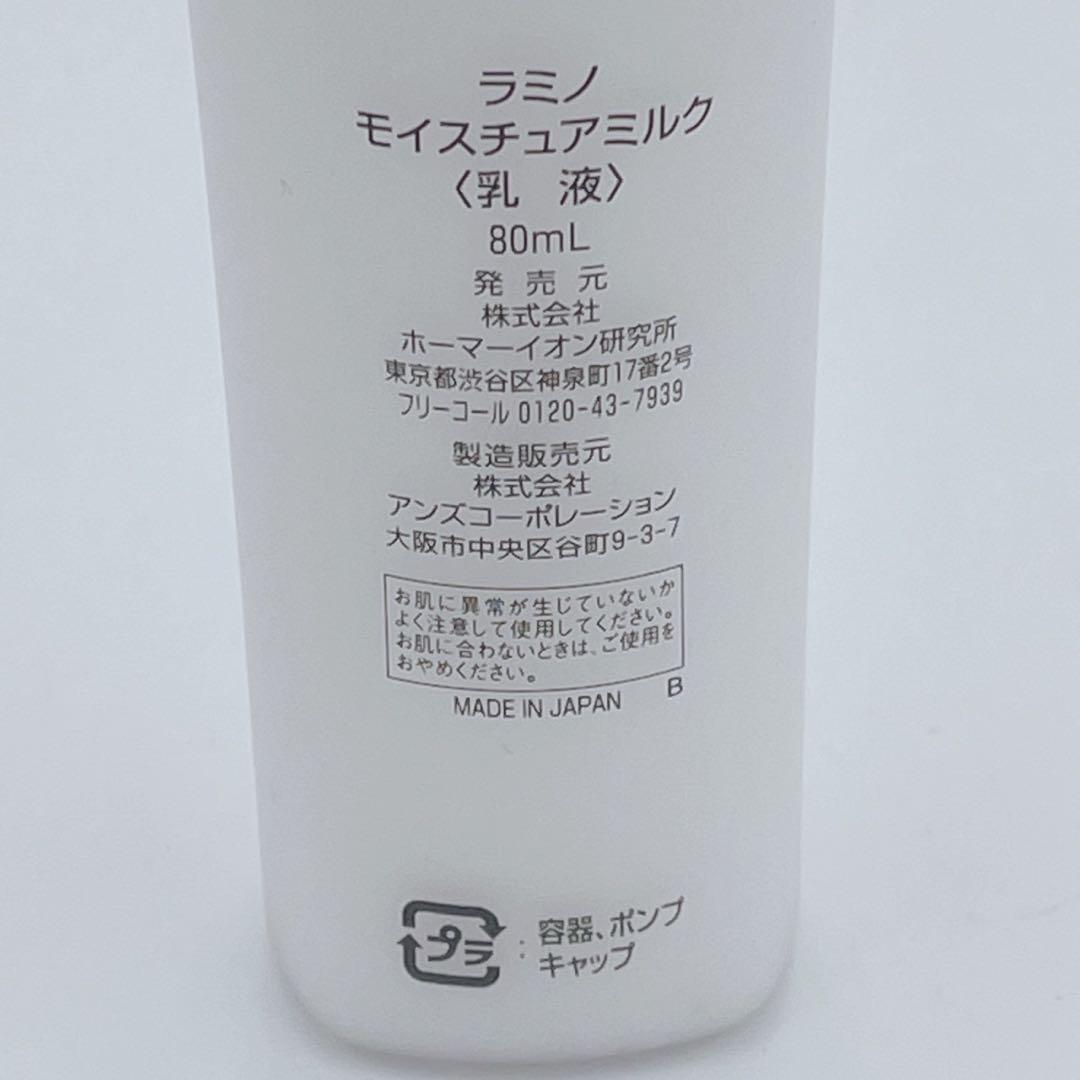 ラミノ
モイスチュアミルク
〈乳 液〉
80mL
発 売 元
株式会社
ホーマーイオン研究所
東京都渋谷区神泉町17番2号
フリーコール 0120-43-7939
製造販売元
株式会社
アンズコーポレーション
大阪市中央区谷町9-3-7
お肌に異常が生じていないか
よく注意して使用してください。
お肌に合わないときは、ご使用を
おやめください。
MADE IN JAPAN B
プラ : 容器、ポンプ
キャップ